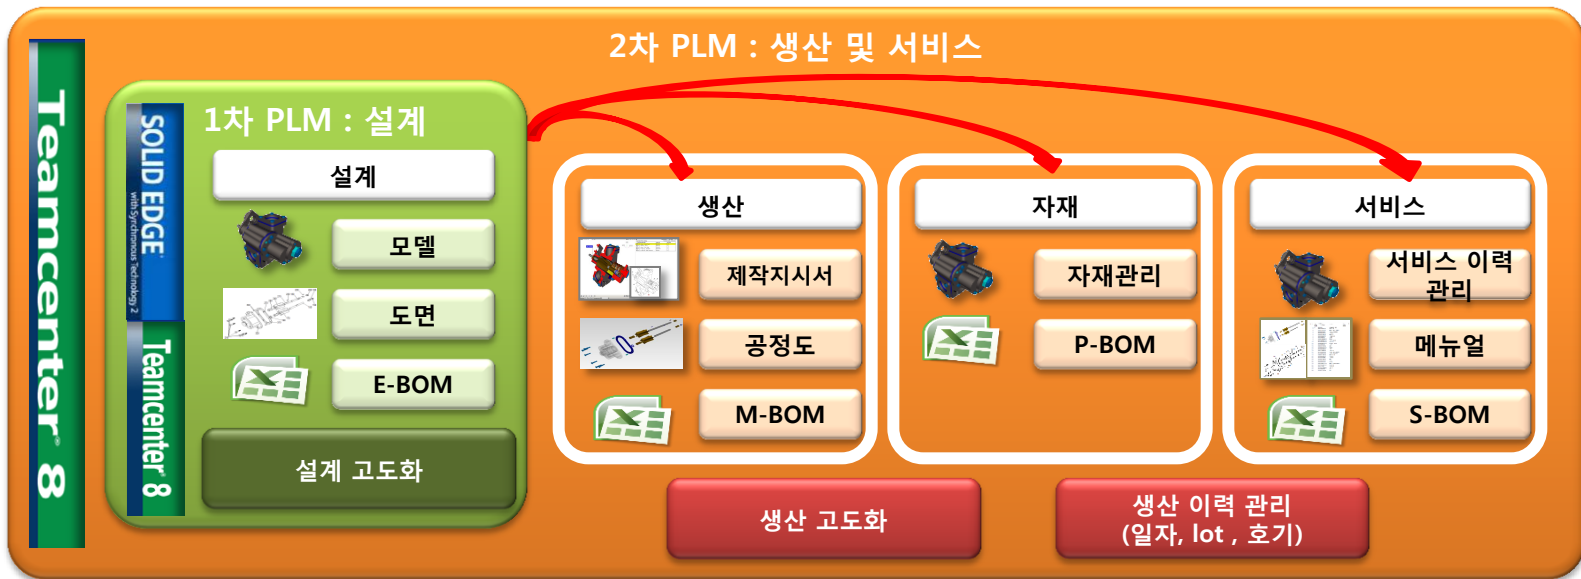 2차 PLM : 생산 및 서비스
Teamcenter® 8
1차 PLM : 설계
SOLID EDGE
with Synchronous Technology 2
Teamcenter® 8
설계
모델
도면
E-BOM
설계 고도화
생산
제작지시서
공정도
M-BOM
자재
자재관리
P-BOM
서비스
서비스 이력
관리
메뉴얼
S-BOM
생산 고도화
생산 이력 관리
(일자, lot , 호기)